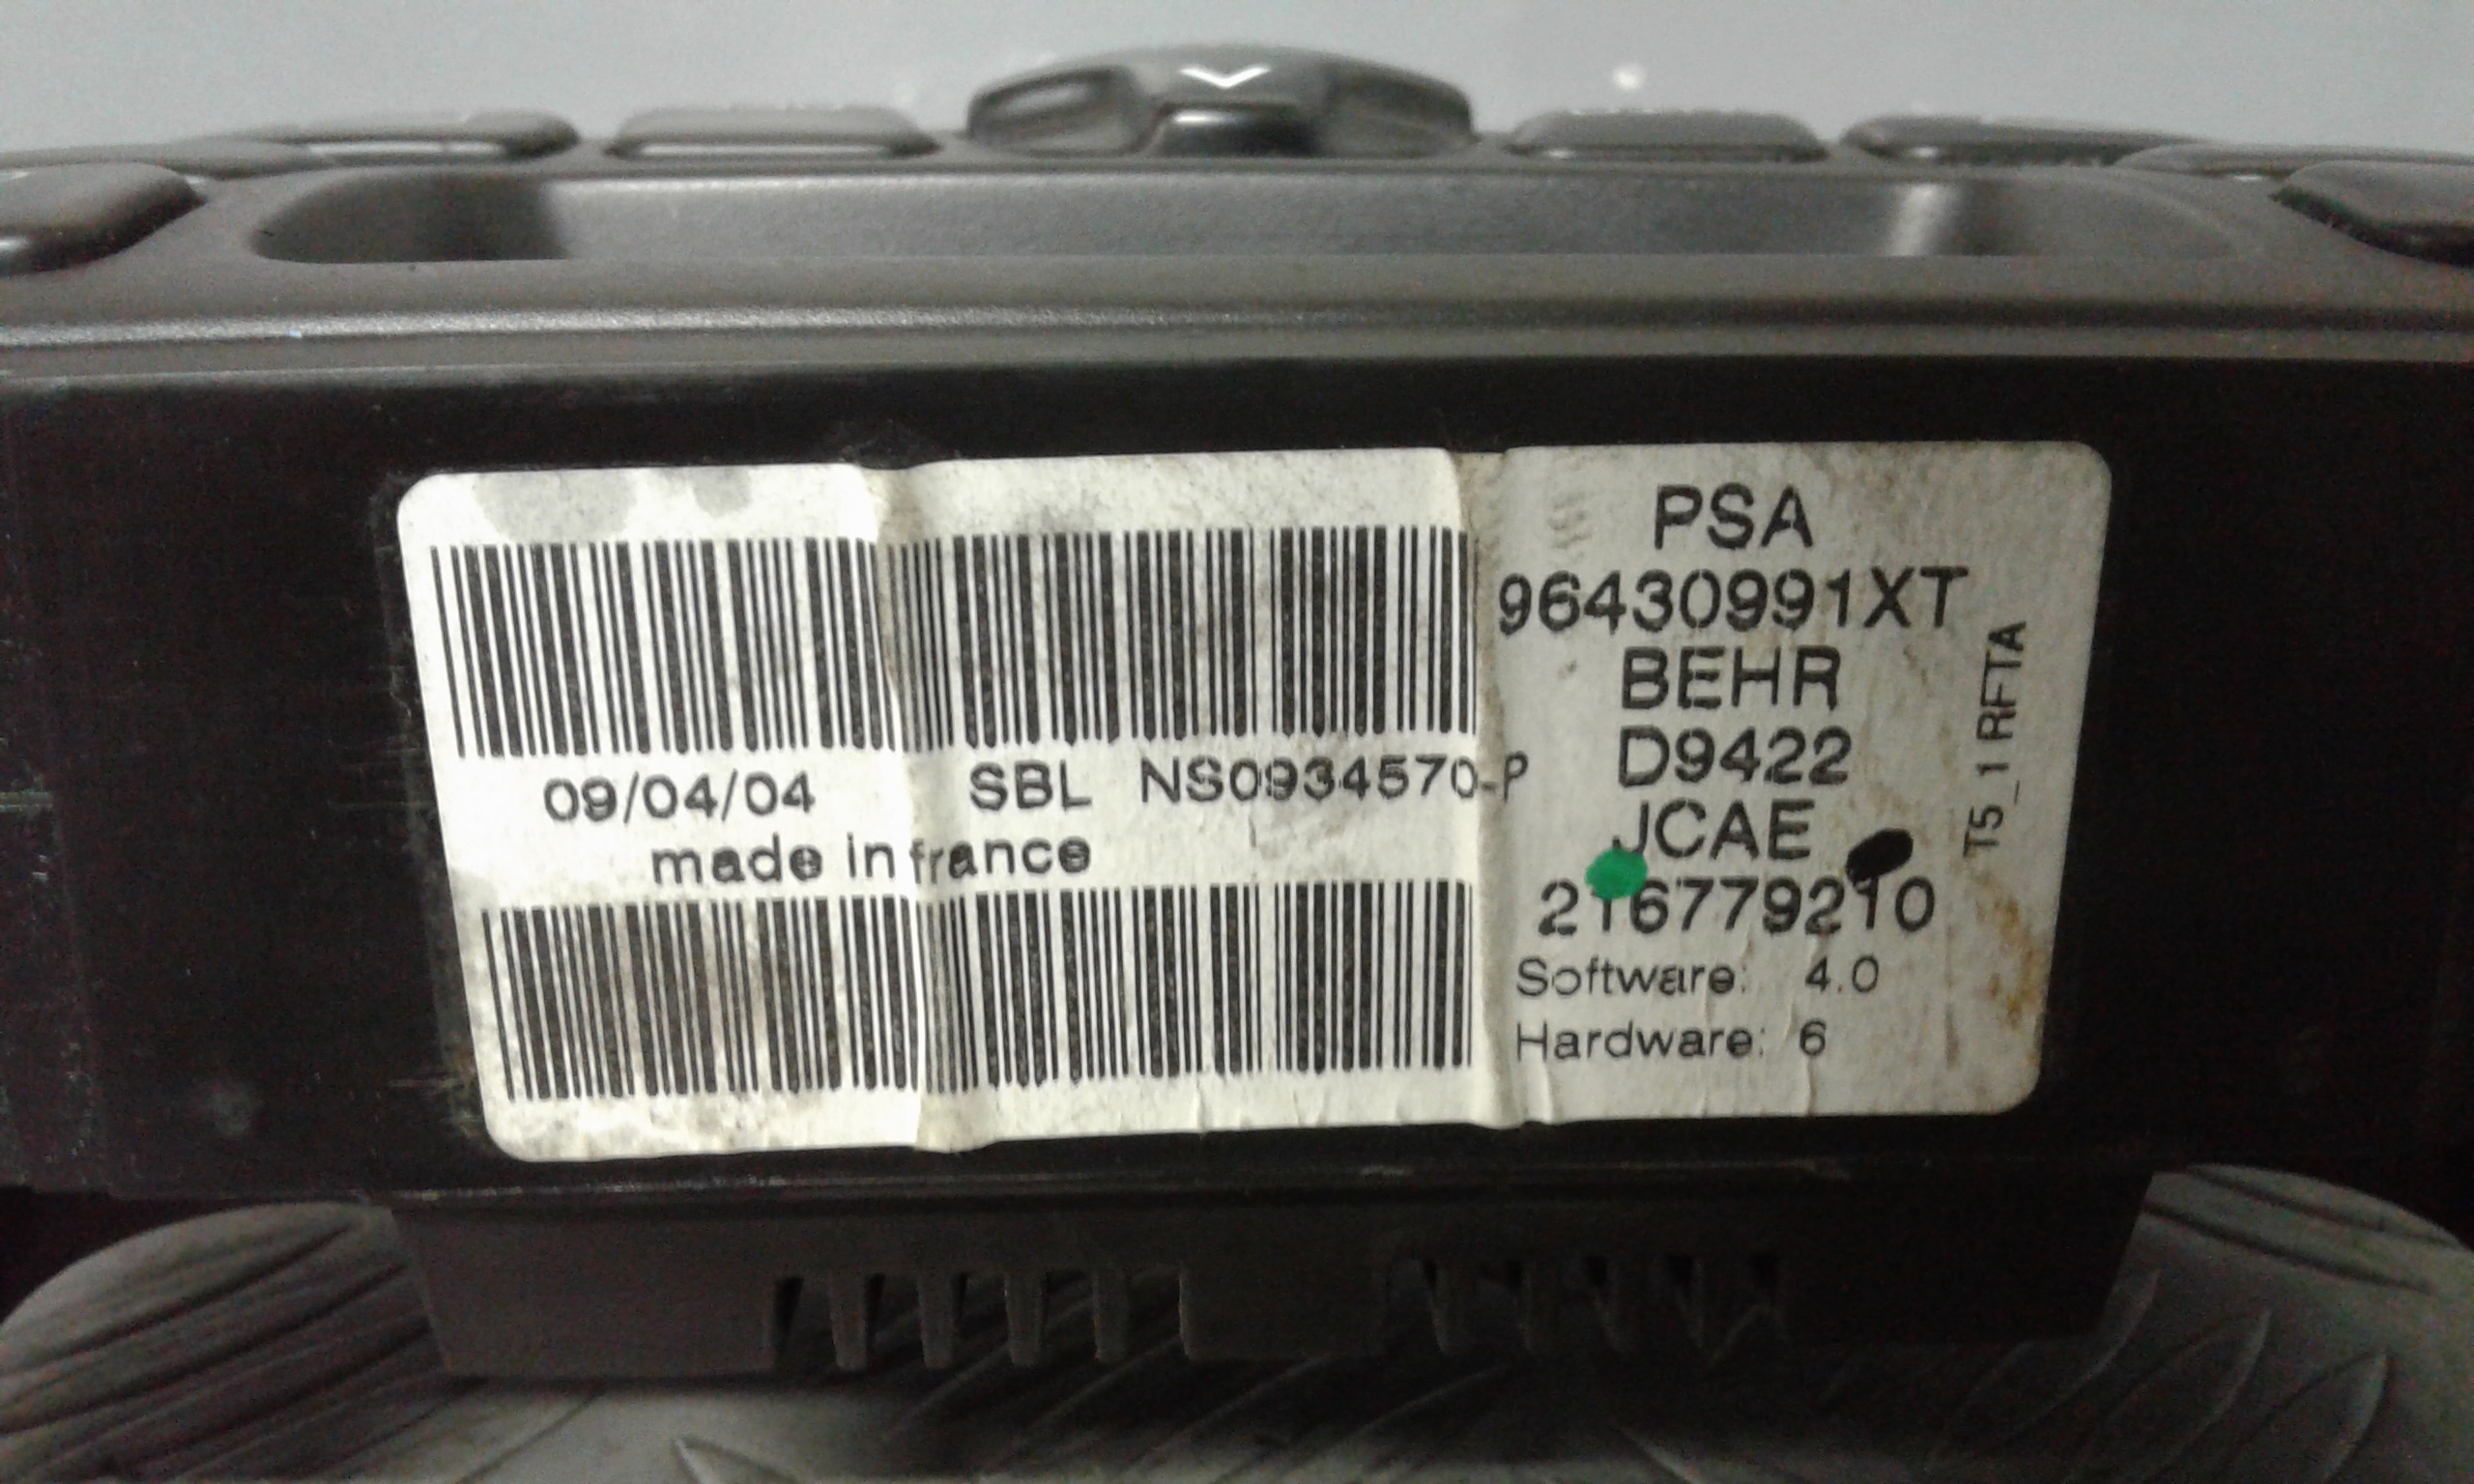 09/04/04 SBL NS0934570-P
made in france
PSA
96430991XT
BEHR
D9422
JCAE
216779210
Software: 4.0
Hardware: 6
T5_1 RFTA